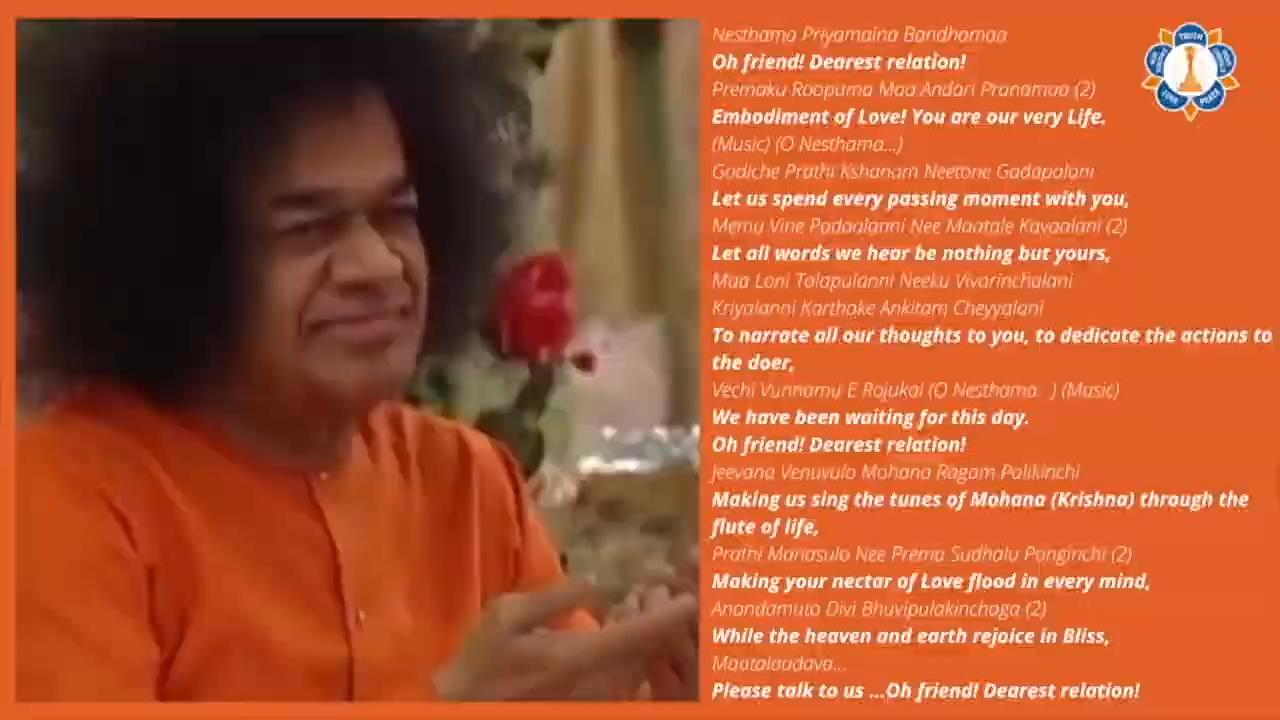 Nesthama Priyamaina Bandhamaa
Oh friend! Dearest relation!
Premaku Roopuma Maa Andari Pranamaa (2)
Embodiment of Love! You are our very Life.
(Music) (O Nesthama...)
Gadiche Prathi Kshanam Neetone Gadapalani
Let us spend every passing moment with you,
Memu Vine Padaalanni Nee Maatale Kavaalani (2)
Let all words we hear be nothing but yours,
Maa Loni Talapulanni Neeku Vivarinchalani
Kriyalanni Karthake Ankitam Cheyyalani
To narrate all our thoughts to you, to dedicate the actions to
the doer,
Vechi Vunnamu E Rojukai (O Nesthama ) (Music)
We have been waiting for this day.
Oh friend! Dearest relation!
Jeevana Venuvulo Mohana Ragam Palikinchi
Making us sing the tunes of Mohana (Krishna) through the
flute of life,
Prathi Manasulo Nee Prema Sudhalu Ponginchi (2)
Making your nectar of Love flood in every mind,
Anandamuto Divi Bhuvipulakinchaga (2)
While the heaven and earth rejoice in Bliss,
Maatalaadava...
Please talk to us ...Oh friend! Dearest relation!
TRUTH
LOVE
PEACE